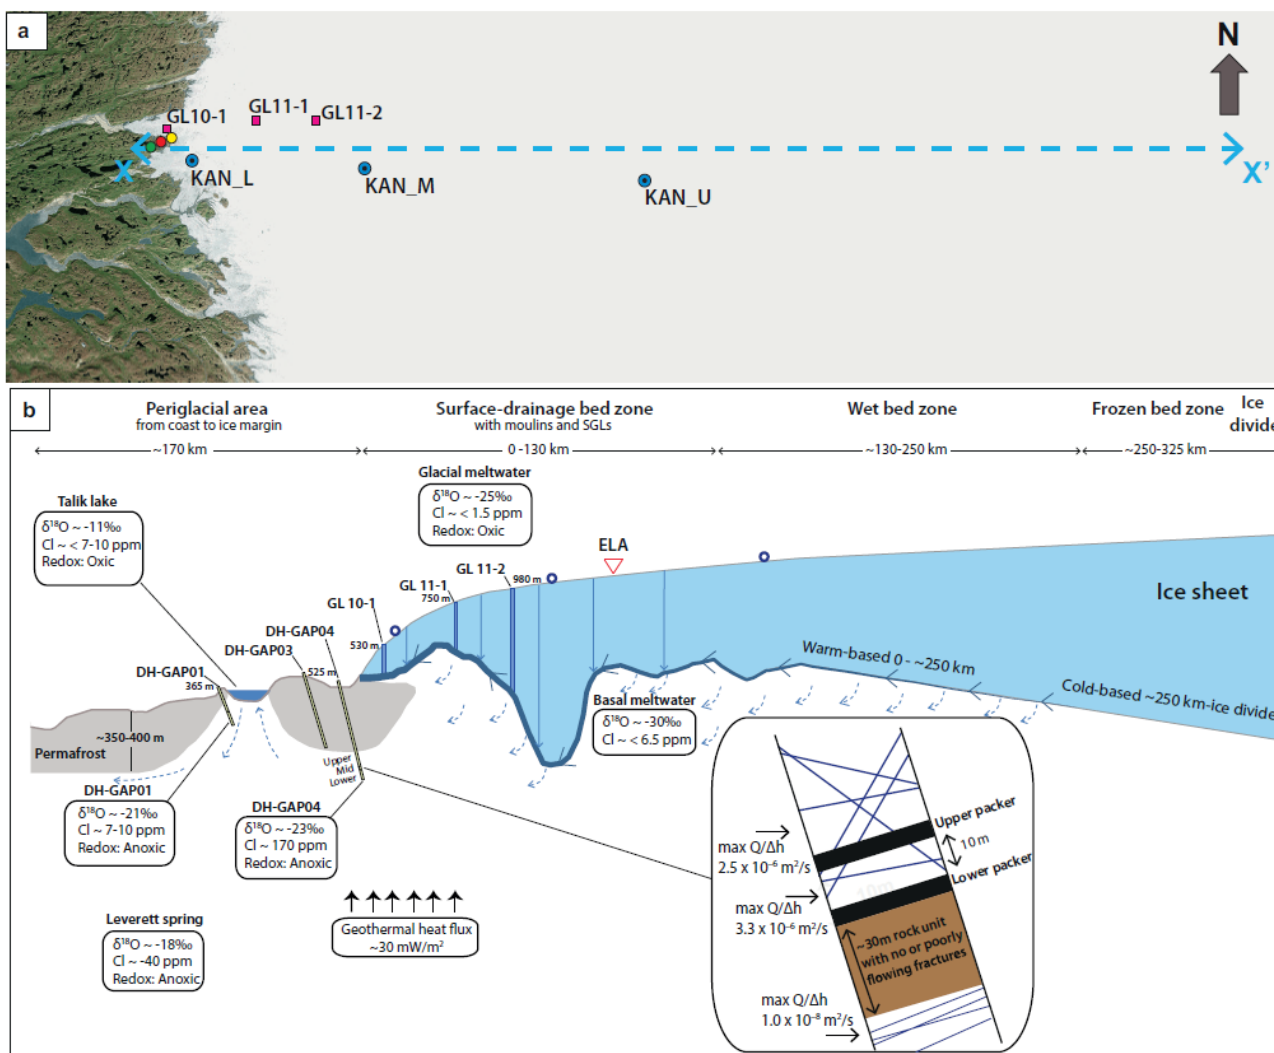 a
N
GL10-1
GL11-1
GL11-2
X
X'
KAN_L
KAN_M
KAN_U
b
Periglacial area
from coast to ice margin
Surface-drainage bed zone
with moulins and SGLs
Wet bed zone
Frozen bed zone
Ice
divide
~170 km
0-130 km
~130-250 km
~250-325 km
Glacial meltwater
δ¹⁸O ~ -25‰
Cl ~ < 1.5 ppm
Redox: Oxic
Talik lake
δ¹⁸O ~ -11‰
Cl ~ < 7-10 ppm
Redox: Oxic
ELA
GL 11-2
980 m
GL 11-1
750 m
GL 10-1
530 m
DH-GAP04
DH-GAP03
525 m
DH-GAP01
365 m
Ice sheet
Warm-based 0 - ~250 km
Cold-based ~250 km-ice divide
Basal meltwater
δ¹⁸O ~ -30‰
Cl ~ < 6.5 ppm
~350-400 m
Permafrost
Upper
Mid
Lower
DH-GAP01
δ¹⁸O ~ -21‰
Cl ~ 7-10 ppm
Redox: Anoxic
DH-GAP04
δ¹⁸O ~ -23‰
Cl ~ 170 ppm
Redox: Anoxic
Leverett spring
δ¹⁸O ~ -18‰
Cl ~ -40 ppm
Redox: Anoxic
Geothermal heat flux
~30 mW/m²
Upper packer
10 m
Lower packer
10m
max Q/Δh
2.5 x 10⁻⁶ m²/s
max Q/Δh
3.3 x 10⁻⁶ m²/s
~30m rock unit
with no or poorly
flowing fractures
max Q/Δh
1.0 x 10⁻⁸ m²/s